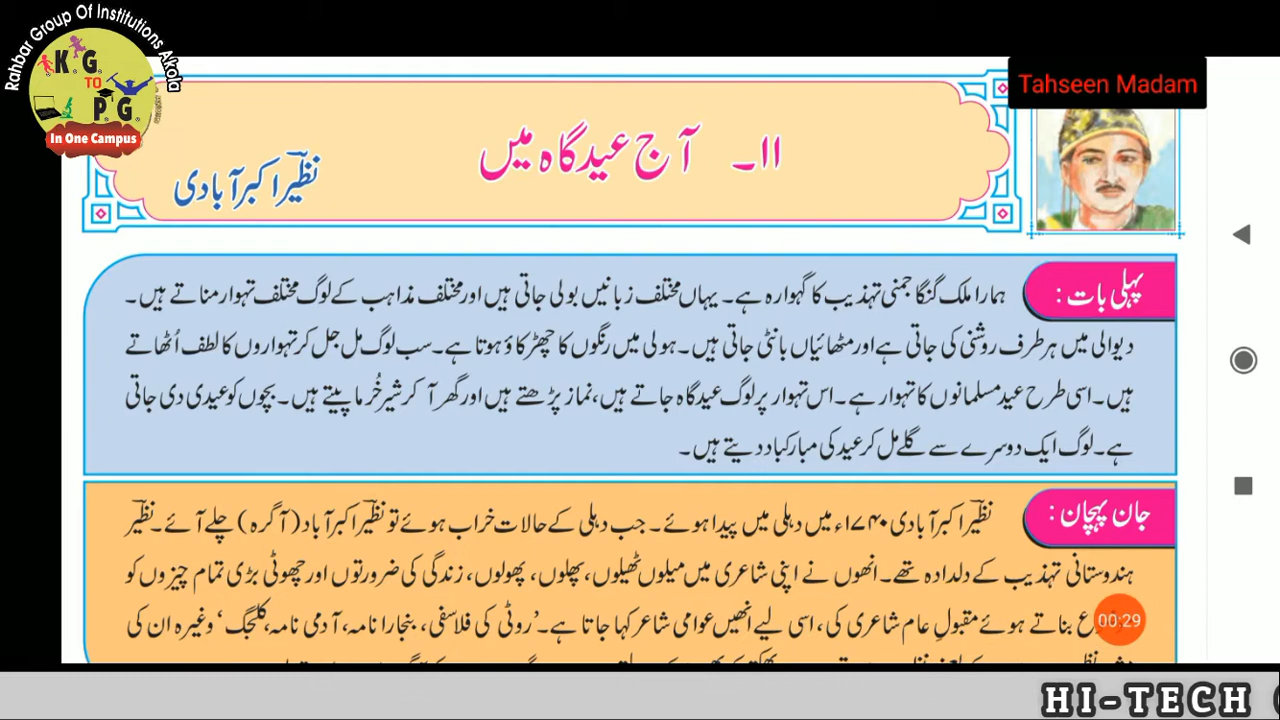 Rahbar Group Of Institutions Akola
K.G.
TO
P.G.
In One Campus
Tahseen Madam
۱۱۔ آج عیدگاہ میں
نظیرؔ اکبرآبادی
پہلی بات :
ہمارا ملک گنگا جمنی تہذیب کا گہوارہ ہے۔ یہاں مختلف زبانیں بولی جاتی ہیں اور مختلف مذاہب کے لوگ مختلف تہوار مناتے ہیں۔
دیوالی میں ہر طرف روشنی کی جاتی ہے اور مٹھائیاں بانٹی جاتی ہیں۔ ہولی میں رنگوں کا چھڑکاؤ ہوتا ہے۔ سب لوگ مل جل کر تہواروں کا لطف اُٹھاتے
ہیں۔ اسی طرح عید مسلمانوں کا تہوار ہے۔ اس تہوار پر لوگ عیدگاہ جاتے ہیں، نماز پڑھتے ہیں اور گھر آ کر شیر خُرما پیتے ہیں۔ بچوں کو عیدی دی جاتی
ہے۔ لوگ ایک دوسرے سے گلے مل کر عید کی مبارکباد دیتے ہیں۔
جان پہچان :
نظیرؔ اکبرآبادی ۱۷۴۰ء میں دہلی میں پیدا ہوئے۔ جب دہلی کے حالات خراب ہوئے تو نظیرؔ اکبرآباد (آگرہ) چلے آئے۔ نظیرؔ
ہندوستانی تہذیب کے دلدادہ تھے۔ انھوں نے اپنی شاعری میں میلوں ٹھیلوں، پھلوں، پھولوں، زندگی کی ضرورتوں اور چھوٹی بڑی تمام چیزوں کو
بناتے ہوئے مقبولِ عام شاعری کی، اسی لیے انھیں عوامی شاعر کہا جاتا ہے۔ 'روٹی کی فلاسفی، بنجارا نامہ، آدمی نامہ، کلجگ' وغیرہ ان کی
00:29
HI-TECH